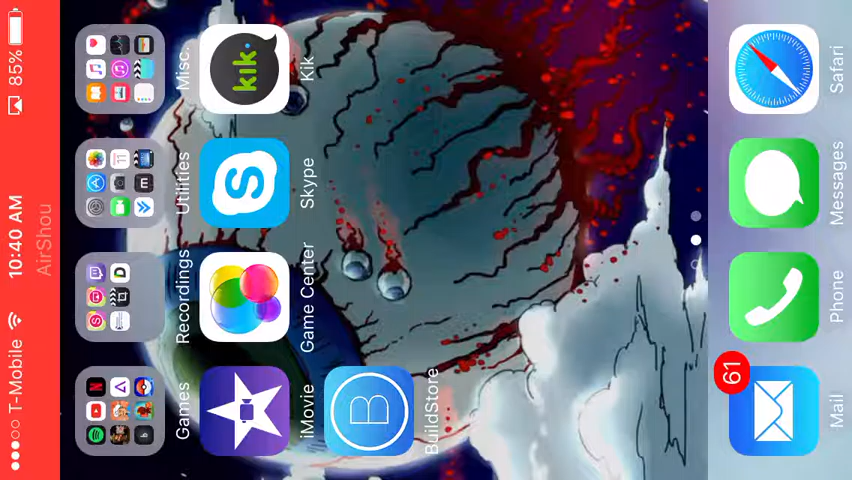 T-Mobile 10:40 AM 85%
AirShou
Games Recordings Utilities Misc.
kik
iMovie Game Center Skype Kik
BuildStore
61
Mail Phone Messages Safari